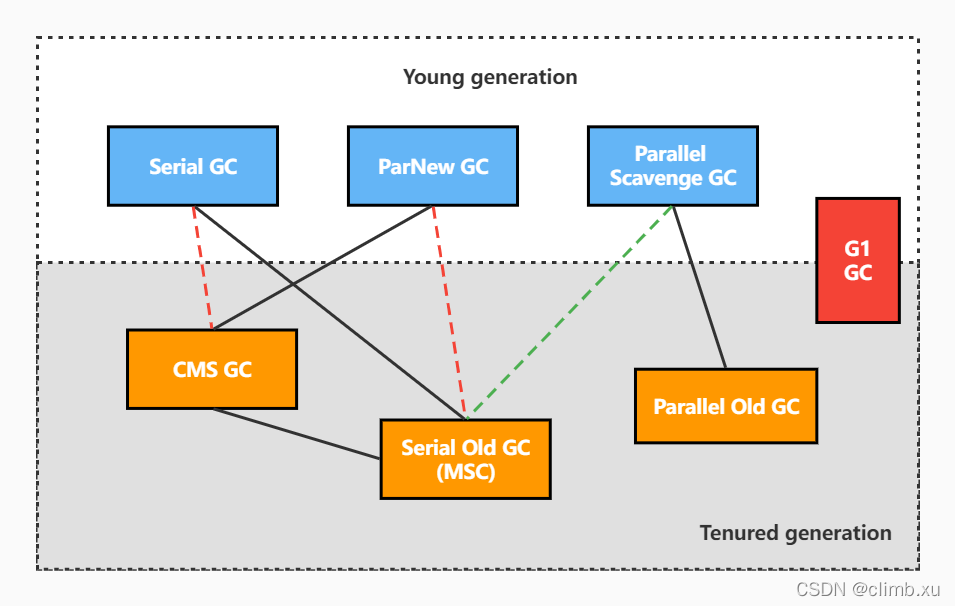 Young generation
Serial GC
ParNew GC
Parallel
Scavenge GC
G1
GC
CMS GC
Parallel Old GC
Serial Old GC
(MSC)
Tenured generation
CSDN @climb.xu